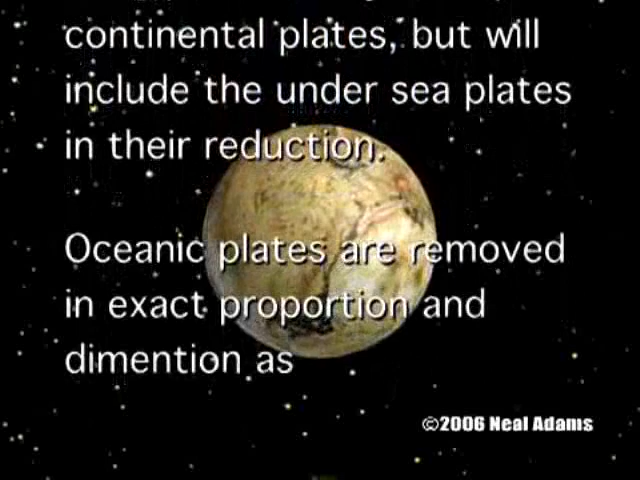 continental plates, but will
include the under sea plates
in their reduction.
Oceanic plates are removed
in exact proportion and
dimention as
©2006 Neal Adams